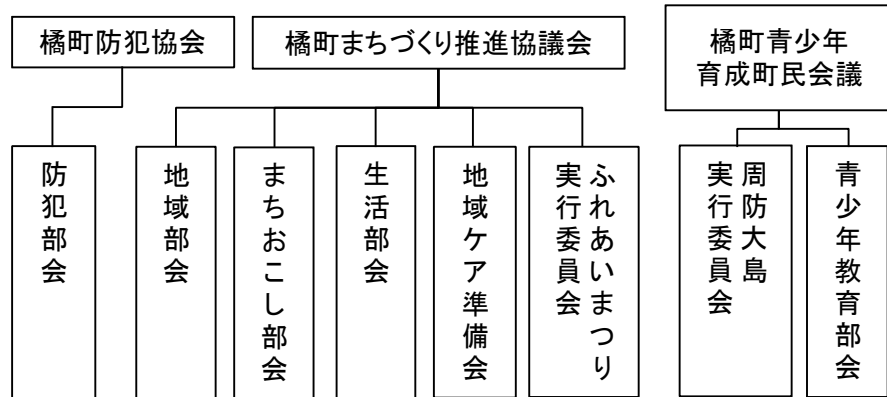 橘町防犯協会
橘町まちづくり推進協議会
橘町青少年
育成町民会議
防犯部会
地域部会
まちおこし部会
生活部会
地域ケア準備会
ふれあいまつり
実行委員会
周防大島
実行委員会
青少年教育部会